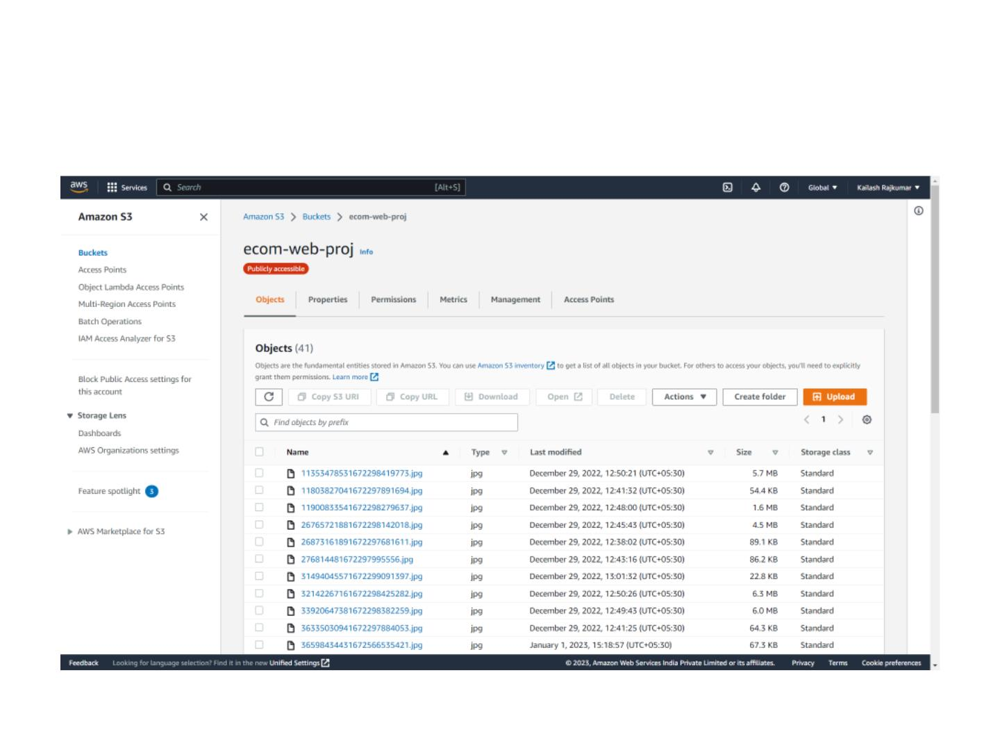 aws Services Search [Alt+S] Global ▼ Kailash Rajkumar ▼
Amazon S3
Buckets
Access Points
Object Lambda Access Points
Multi-Region Access Points
Batch Operations
IAM Access Analyzer for S3
Block Public Access settings for
this account
Storage Lens
Dashboards
AWS Organizations settings
Feature spotlight 3
AWS Marketplace for S3
Amazon S3 > Buckets > ecom-web-proj
ecom-web-proj Info
Publicly accessible
Objects Properties Permissions Metrics Management Access Points
Objects (41)
Objects are the fundamental entities stored in Amazon S3. You can use Amazon S3 inventory to get a list of all objects in your bucket. For others to access your objects, you'll need to explicitly
grant them permissions. Learn more
Copy S3 URI Copy URL Download Open Delete Actions ▼ Create folder Upload
Find objects by prefix < 1 >
Name Type Last modified Size Storage class
11353478531672298419773.jpg jpg December 29, 2022, 12:50:21 (UTC+05:30) 5.7 MB Standard
11803827041672297891694.jpg jpg December 29, 2022, 12:41:32 (UTC+05:30) 54.4 KB Standard
11900833541672298279637.jpg jpg December 29, 2022, 12:48:00 (UTC+05:30) 1.6 MB Standard
26765721881672298142018.jpg jpg December 29, 2022, 12:45:43 (UTC+05:30) 4.5 MB Standard
26873161891672297681611.jpg jpg December 29, 2022, 12:38:02 (UTC+05:30) 89.1 KB Standard
276814481672297995556.jpg jpg December 29, 2022, 12:43:16 (UTC+05:30) 86.2 KB Standard
31494045571672299091397.jpg jpg December 29, 2022, 13:01:32 (UTC+05:30) 22.8 KB Standard
32142267161672298425282.jpg jpg December 29, 2022, 12:50:26 (UTC+05:30) 6.3 MB Standard
33920647381672298382259.jpg jpg December 29, 2022, 12:49:43 (UTC+05:30) 6.0 MB Standard
36335030941672297884053.jpg jpg December 29, 2022, 12:41:25 (UTC+05:30) 64.3 KB Standard
36598434431672566535421.jpg jpg January 1, 2023, 15:18:57 (UTC+05:30) 67.3 KB Standard
Feedback Looking for language selection? Find it in the new Unified Settings © 2023, Amazon Web Services India Private Limited or its affiliates. Privacy Terms Cookie preferences